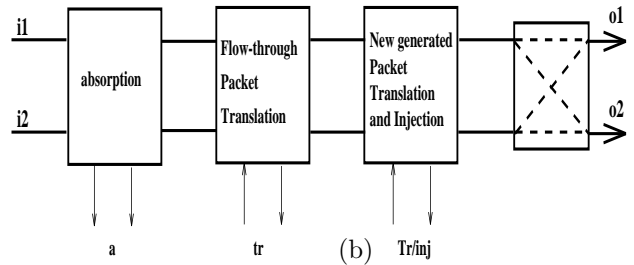 i1
i2
absorption
a
Flow-through
Packet
Translation
tr
New generated
Packet
Translation
and Injection
(b)
Tr/inj
o1
o2